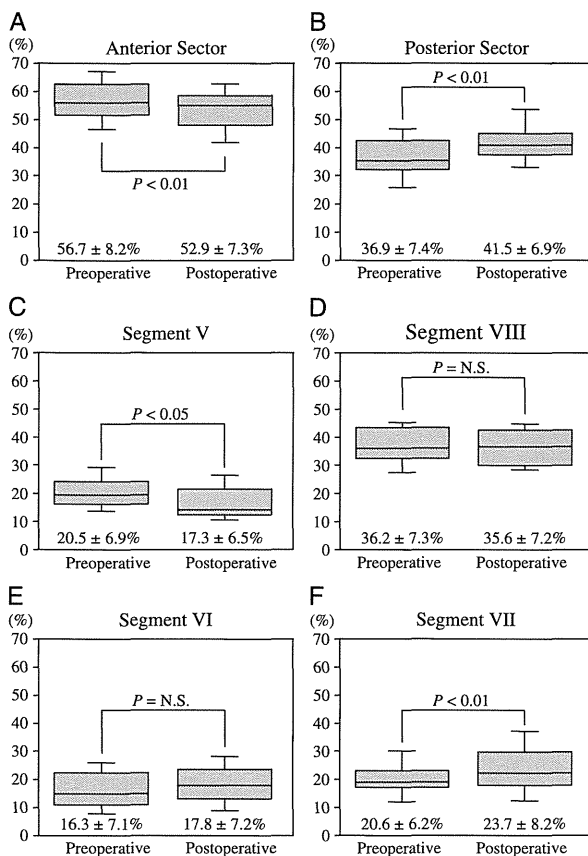 A
B
(%)
Anterior Sector
(%)
Posterior Sector
70
60
50
40
30
20
10
0
P < 0.01
56.7 ± 8.2%
52.9 ± 7.3%
Preoperative
Postoperative
70
60
50
40
30
20
10
0
P < 0.01
36.9 ± 7.4%
41.5 ± 6.9%
Preoperative
Postoperative
C
D
(%)
Segment V
(%)
Segment VIII
70
60
50
40
30
20
10
0
P < 0.05
20.5 ± 6.9%
17.3 ± 6.5%
Preoperative
Postoperative
70
60
50
40
30
20
10
0
P = N.S.
36.2 ± 7.3%
35.6 ± 7.2%
Preoperative
Postoperative
E
F
(%)
Segment VI
(%)
Segment VII
70
60
50
40
30
20
10
0
P = N.S.
16.3 ± 7.1%
17.8 ± 7.2%
Preoperative
Postoperative
70
60
50
40
30
20
10
0
P < 0.01
20.6 ± 6.2%
23.7 ± 8.2%
Preoperative
Postoperative